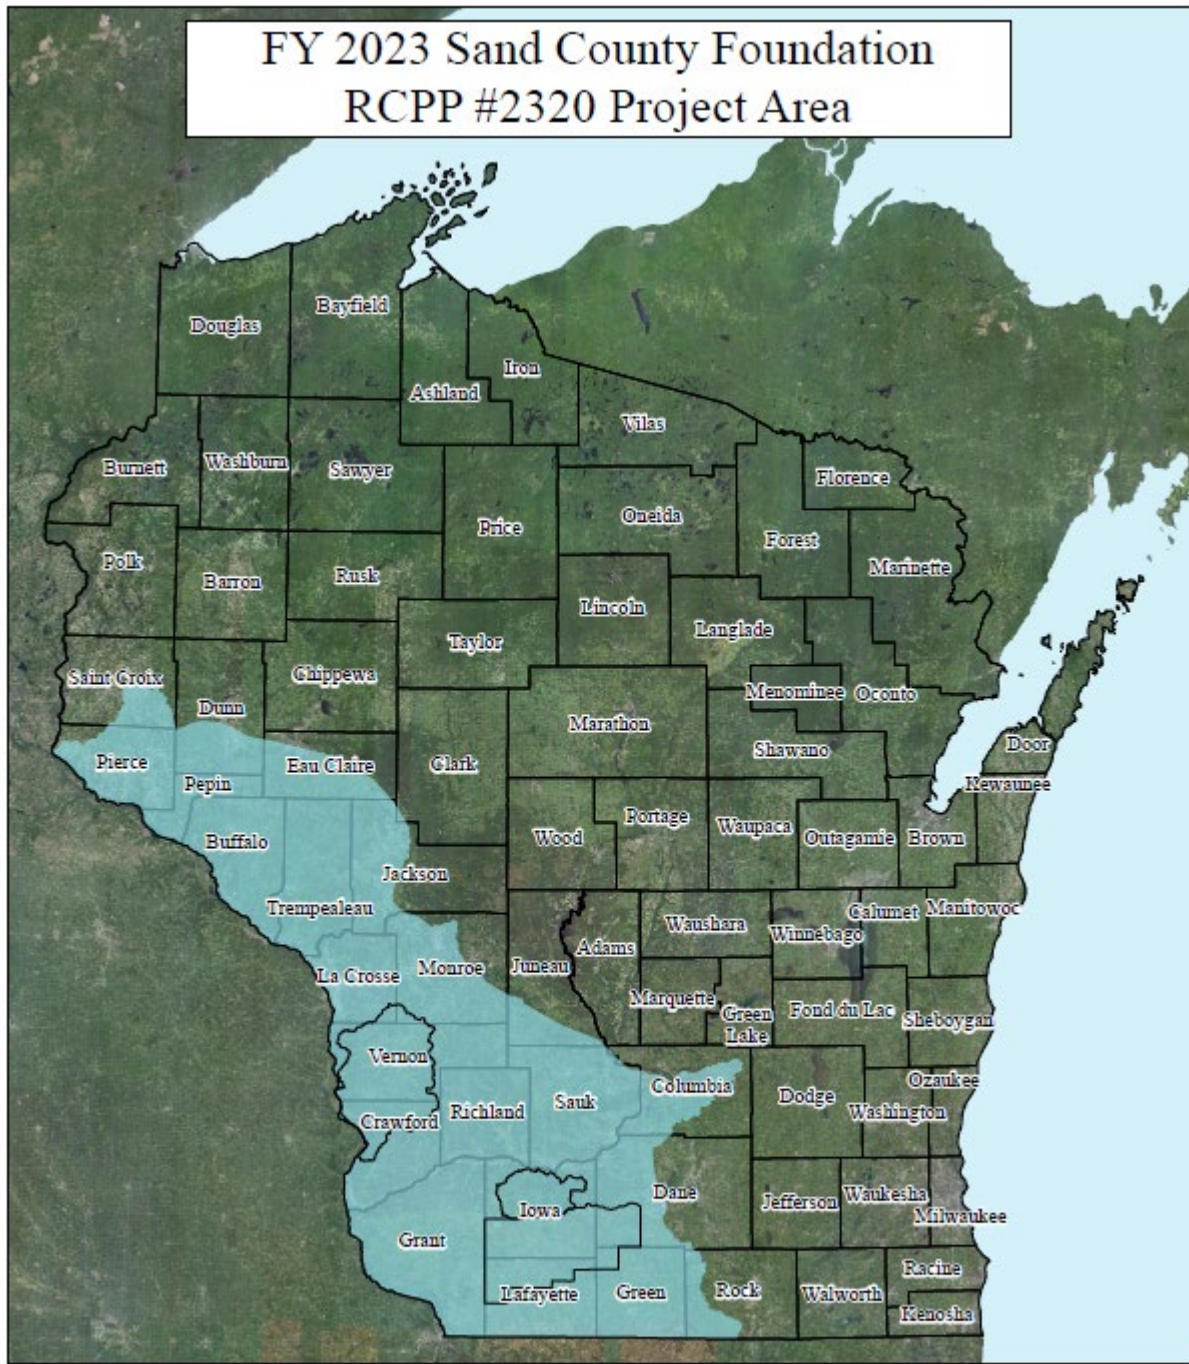 FY 2023 Sand County Foundation
RCPP #2320 Project Area
Bayfield
Douglas
Iron
Ashland
Vilas
Burnett
Washburn
Sawyer
Florence
Price
Oneida
Forest
Polk
Barron
Rusk
Marinette
Lincoln
Taylor
Langlade
Saint Croix
Chippewa
Dunn
Menominee
Oconto
Marathon
Shawano
Door
Pierce
Eau Claire
Clark
Pepin
Kewaunee
Portage
Buffalo
Wood
Waupaca
Outagamie
Brown
Jackson
Trempealeau
Calumet
Manitowoc
Waushara
Winnebago
Adams
La Crosse
Monroe
Juneau
Marquette
Green
Lake
Fond du Lac
Sheboygan
Vernon
Columbia
Ozaukee
Dodge
Richland
Sauk
Washington
Crawford
Dane
Jefferson
Waukesha
Iowa
Milwaukee
Grant
Racine
Lafayette
Green
Rock
Walworth
Kenosha